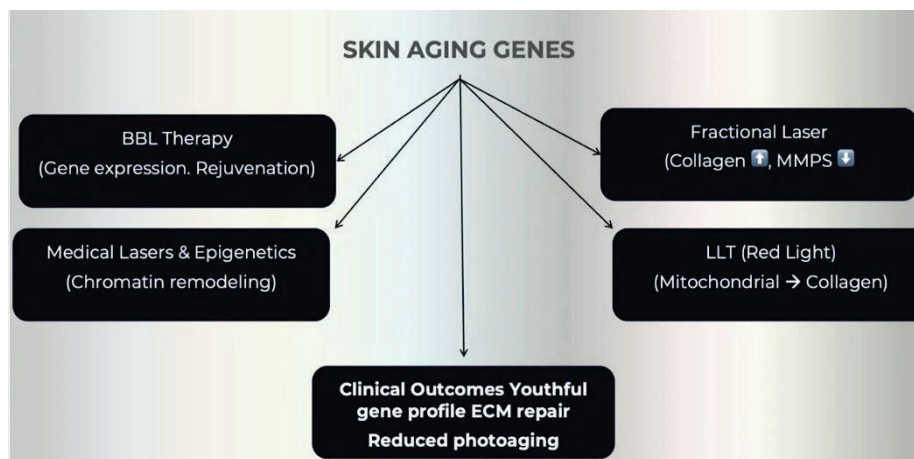 SKIN AGING GENES
BBL Therapy
(Gene expression. Rejuvenation)
Fractional Laser
(Collagen ⬆, MMPS ⬇
Medical Lasers & Epigenetics
(Chromatin remodeling)
LLT (Red Light)
(Mitochondrial → Collagen)
Clinical Outcomes Youthful
gene profile ECM repair
Reduced photoaging